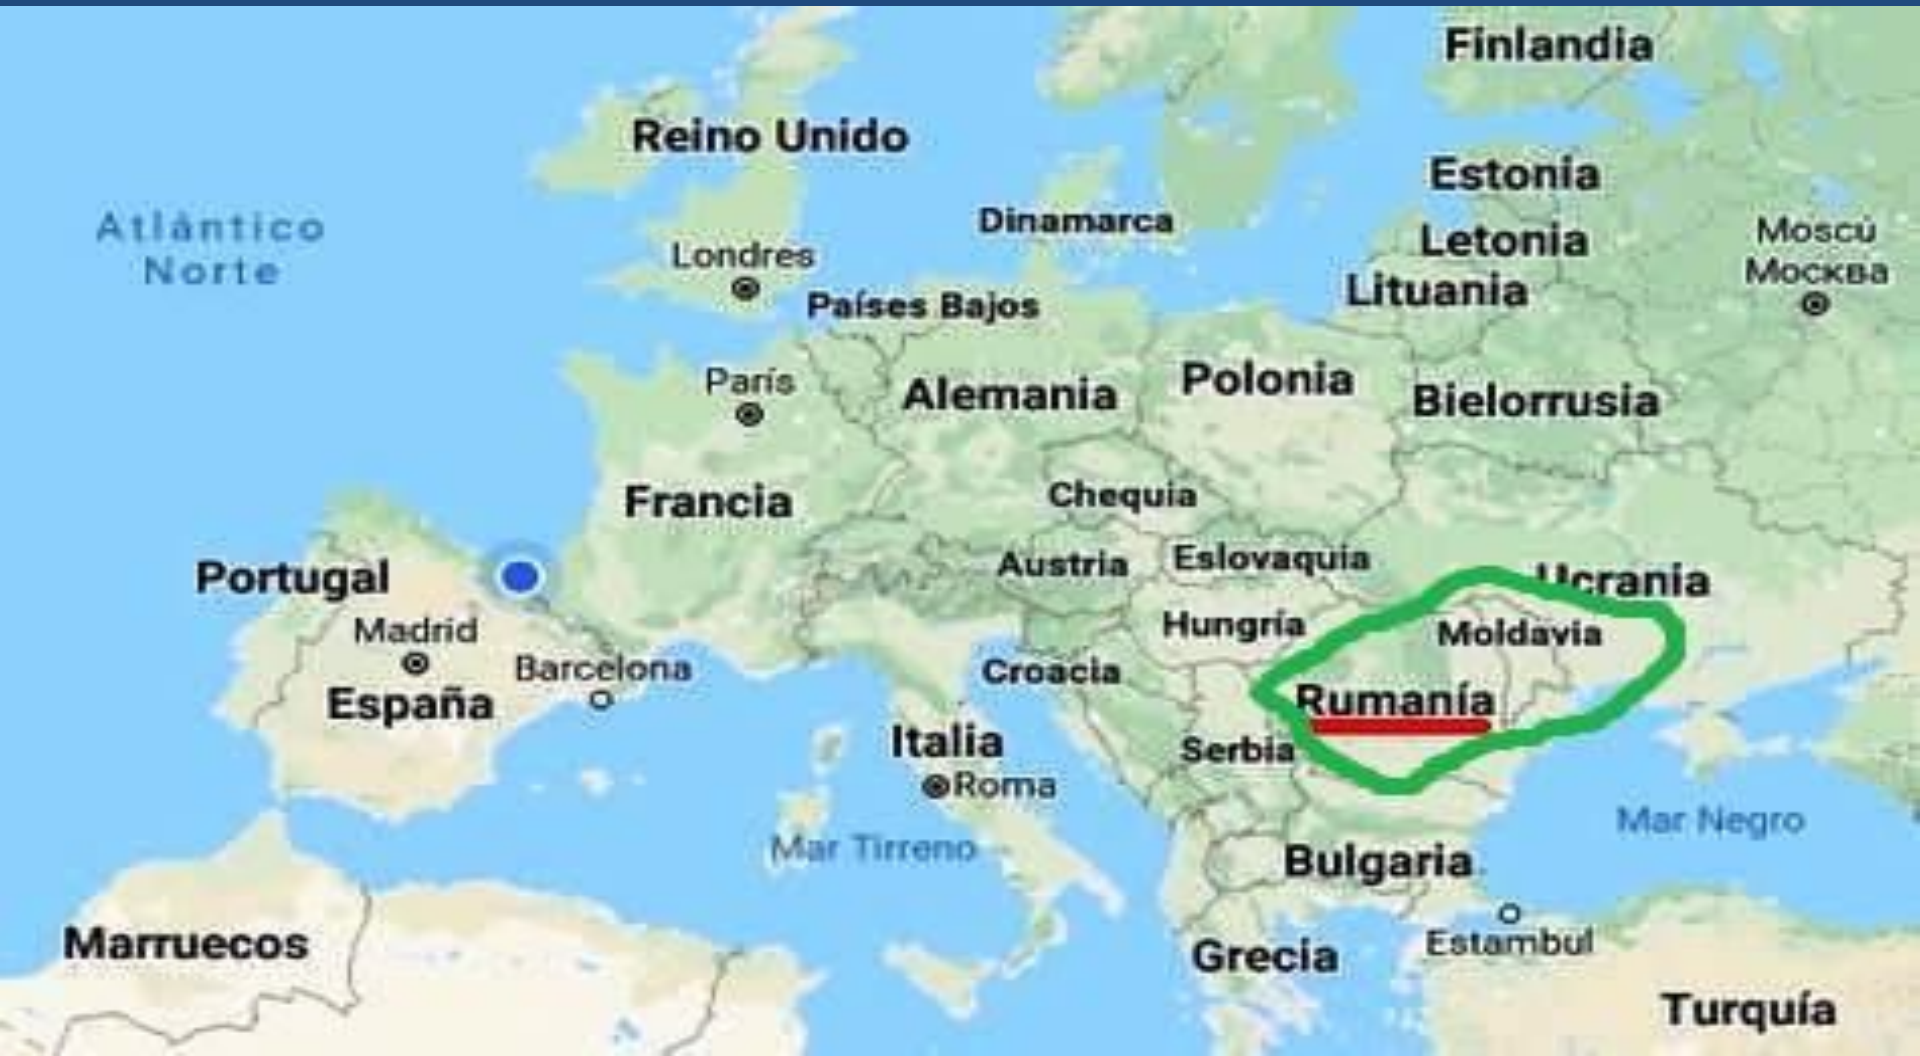 Finlandia
Reino Unido
Estonia
Dinamarca
Atlántico
Norte
Letonia
Moscú
Москва
Londres
Lituania
Países Bajos
París
Alemania
Polonia
Bielorrusia
Francia
Chequia
Austria
Eslovaquia
Ucrania
Portugal
Madrid
Hungría
Moldavia
Barcelona
Croacia
España
Rumanía
Italia
Serbia
Roma
Mar Tirreno
Mar Negro
Bulgaria
Marruecos
Estambul
Grecia
Turquía